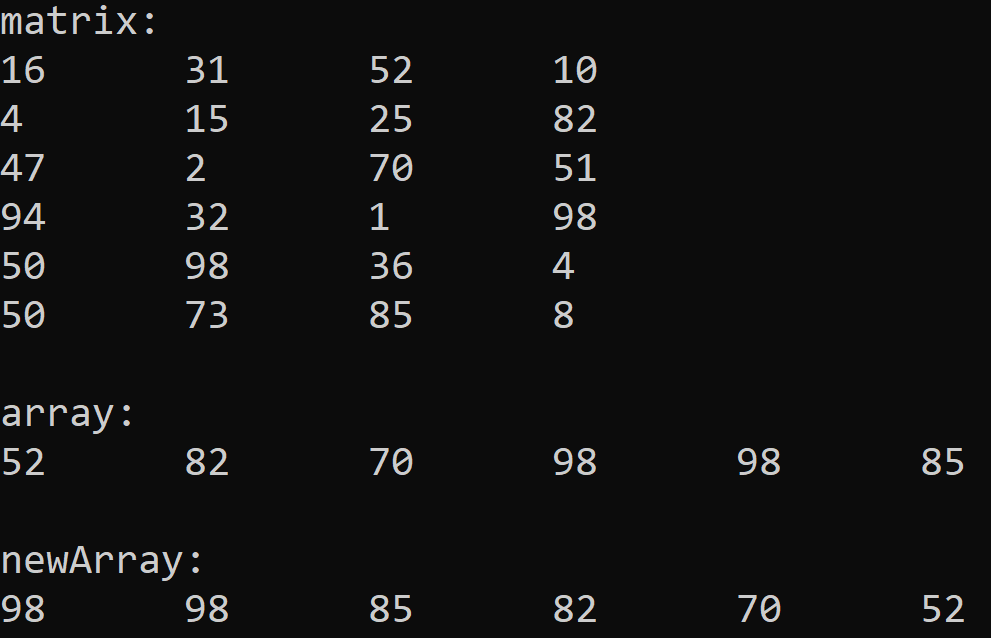 matrix:
16 31 52 10
4 15 25 82
47 2 70 51
94 32 1 98
50 98 36 4
50 73 85 8
array:
52 82 70 98 98 85
newArray:
98 98 85 82 70 52